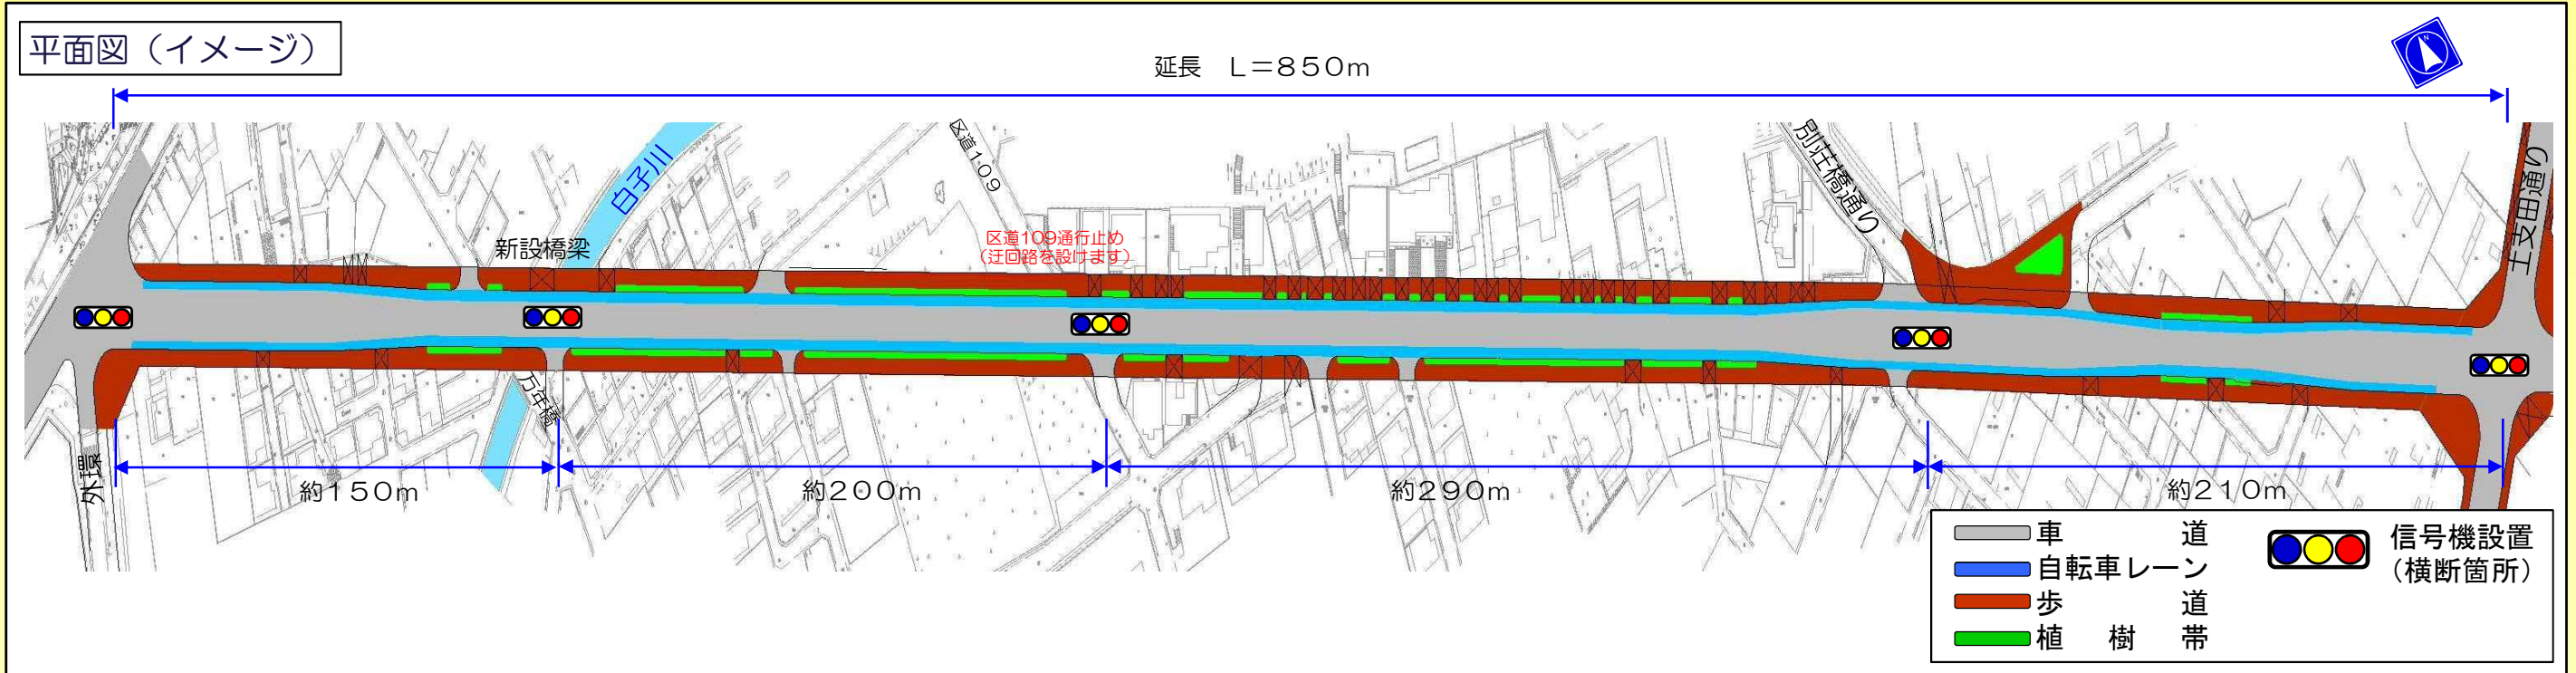 平面図（イメージ）
延長　L＝850m
N
白子川
区道109
別荘橋通り
土支田通り
新設橋梁
区道109通行止め
（迂回路を設けます）
万年橋
外環
約150m
約200m
約290m
約210m
車道
自転車レーン
歩道
植樹帯
信号機設置
（横断箇所）